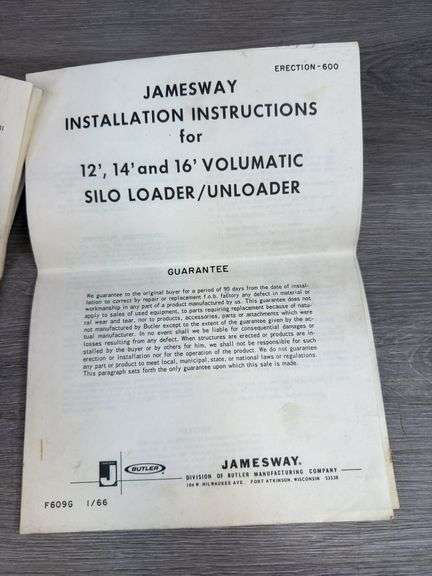 ERECTION-600
JAMESWAY
INSTALLATION INSTRUCTIONS
for
12', 14' and 16' VOLUMATIC
SILO LOADER/UNLOADER
GUARANTEE
We guarantee to the original buyer for a period of 90 days from the date of instal-
lation to correct by repair or replacement f.o.b. factory any defect in material or
workmanship in any part of a product manufactured by us. This guarantee does not
apply to sales of used equipment, to parts requiring replacement because of natu-
ral wear and tear, nor to products, accessories, parts or attachments which were
not manufactured by Butler except to the extent of the guarantee given by the ac-
tual manufacturer. In no event shall we be liable for consequential damages or
losses resulting from any defect. When structures are erected or products are in-
stalled by the buyer or by others for him, we shall not be responsible for such
erection or installation nor for the operation of the product. We do not guarantee
any part or product to meet local, municipal, state, or national laws or regulations.
This paragraph sets forth the only guarantee upon which this sale is made.
J
BUTLER
JAMESWAY®
DIVISION OF BUTLER MANUFACTURING COMPANY
104 W. MILWAUKEE AVE. FORT ATKINSON, WISCONSIN 53538
F609G 1/66